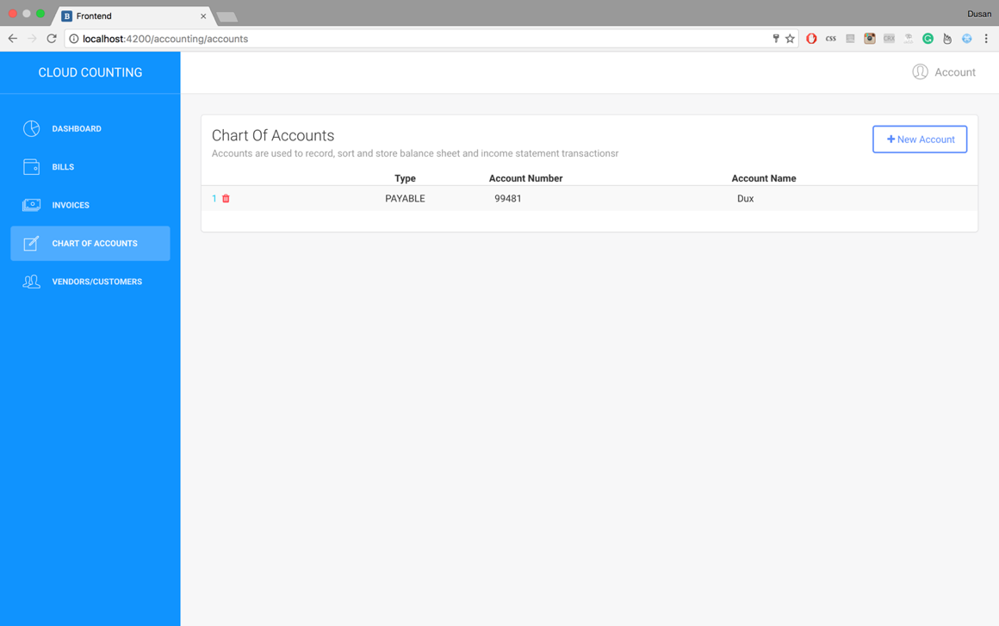 Frontend
Dusan
localhost:4200/accounting/accounts
CSS
CRX
CLOUD COUNTING
Account
DASHBOARD
BILLS
INVOICES
CHART OF ACCOUNTS
VENDORS/CUSTOMERS
Chart Of Accounts
Accounts are used to record, sort and store balance sheet and income statement transactionsr
New Account
Type Account Number Account Name
1 PAYABLE 99481 Dux